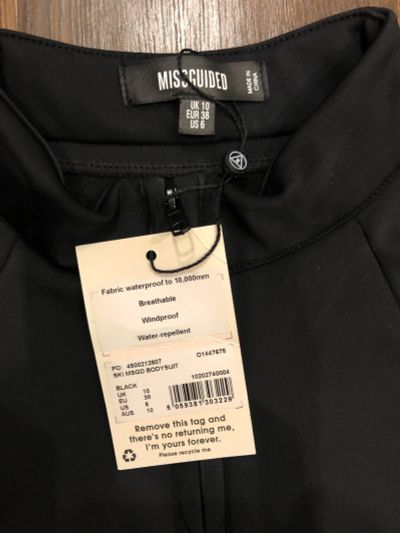 MISSGUIDED
MADE IN
CHINA
UK 10
EUR 38
US 6
Fabric waterproof to 10,000mm
Breathable
Windproof
Water-repellent
PO: 4500212607 O1447676
SKI MSGD BODYSUIT
BLACK 10202740004
UK 10
EU 38
US 6
AUS 10
5 059381 303229
Remove this tag and
there's no returning me,
I'm yours forever.
Please recycle me